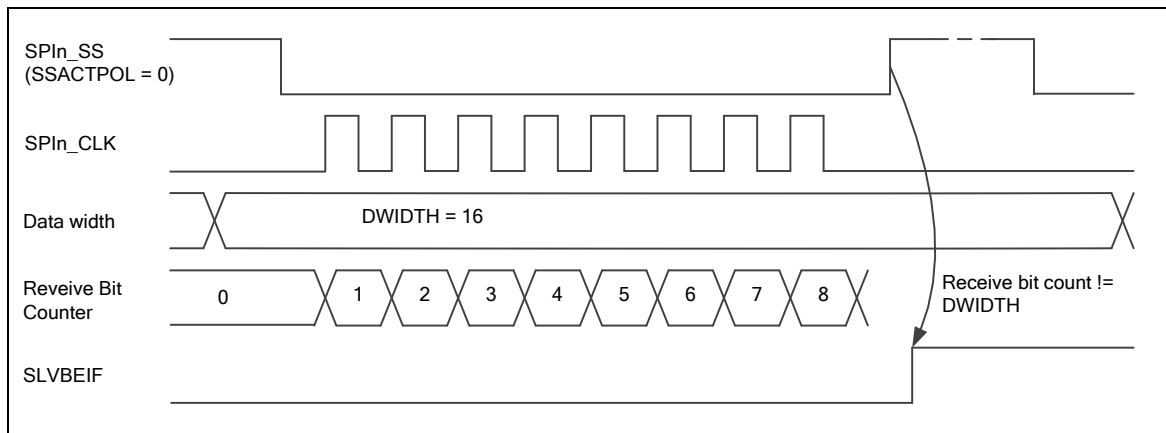 SPIn_SS
(SSACTPOL = 0)
SPIn_CLK
Data width
DWIDTH = 16
Reveive Bit
Counter
0
1
2
3
4
5
6
7
8
Receive bit count !=
DWIDTH
SLVBEIF